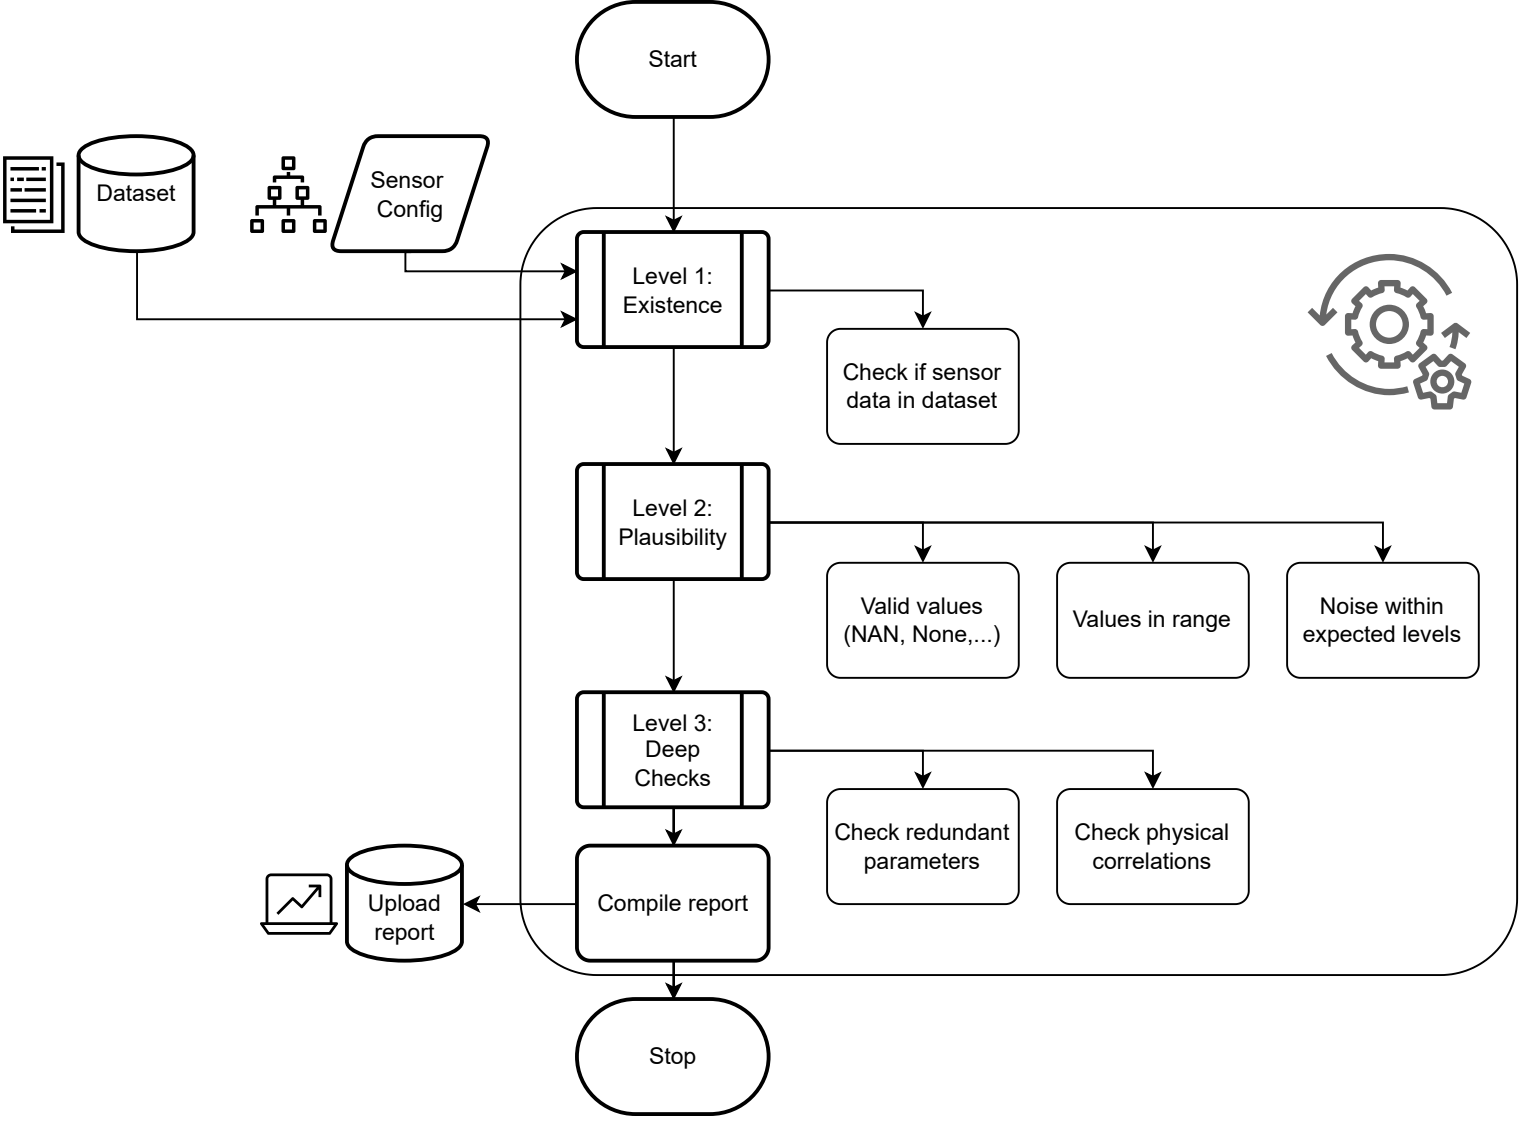 Start
Dataset
Sensor
Config
Level 1:
Existence
Check if sensor
data in dataset
Level 2:
Plausibility
Valid values
(NAN, None,...)
Values in range
Noise within
expected levels
Level 3:
Deep
Checks
Check redundant
parameters
Check physical
correlations
Compile report
Upload
report
Stop